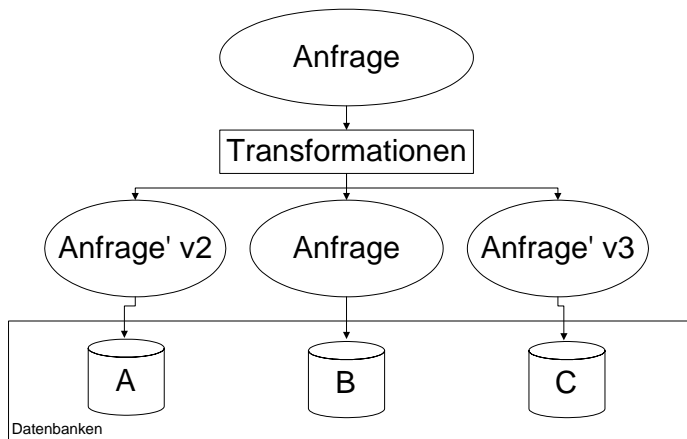 Anfrage
Transformationen
Anfrage' v2
Anfrage
Anfrage' v3
A
B
C
Datenbanken